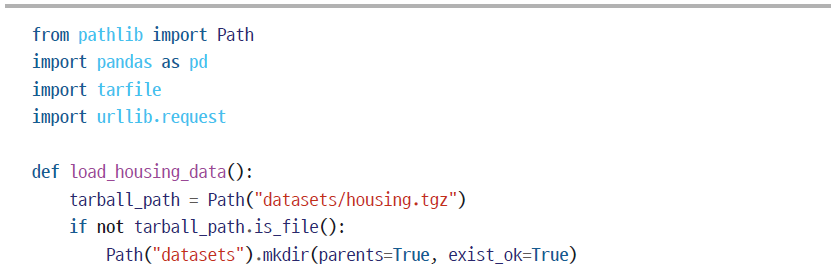 from pathlib import Path
import pandas as pd
import tarfile
import urllib.request

def load_housing_data():
    tarball_path = Path("datasets/housing.tgz")
    if not tarball_path.is_file():
        Path("datasets").mkdir(parents=True, exist_ok=True)